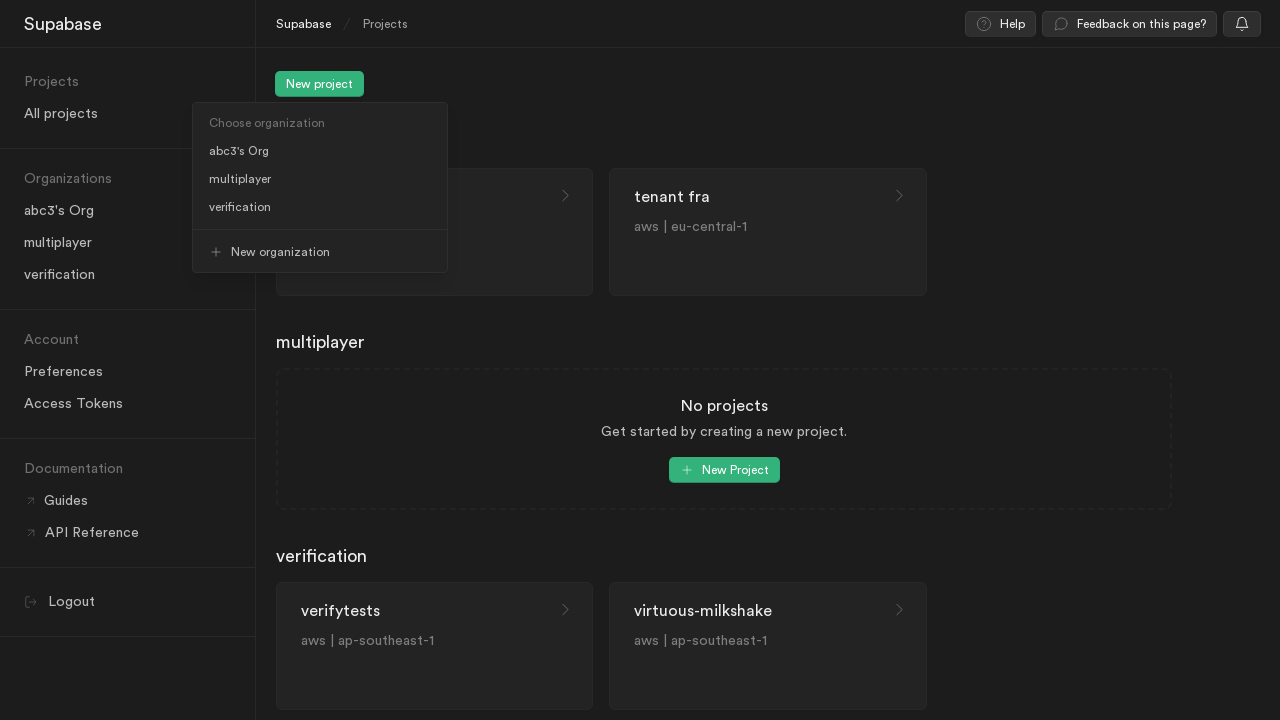 Supabase
Supabase / Projects
Help
Feedback on this page?
Projects
All projects
Organizations
abc3's Org
multiplayer
verification
Account
Preferences
Access Tokens
Documentation
Guides
API Reference
Logout
New project
Choose organization
abc3's Org
multiplayer
verification
New organization
tenant fra
aws | eu-central-1
multiplayer
No projects
Get started by creating a new project.
New Project
verification
verifytests
aws | ap-southeast-1
virtuous-milkshake
aws | ap-southeast-1